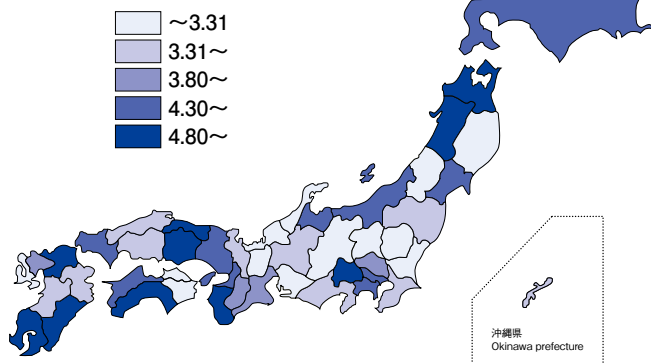 ～3.31
3.31～
3.80～
4.30～
4.80～
沖縄県
Okinawa prefecture